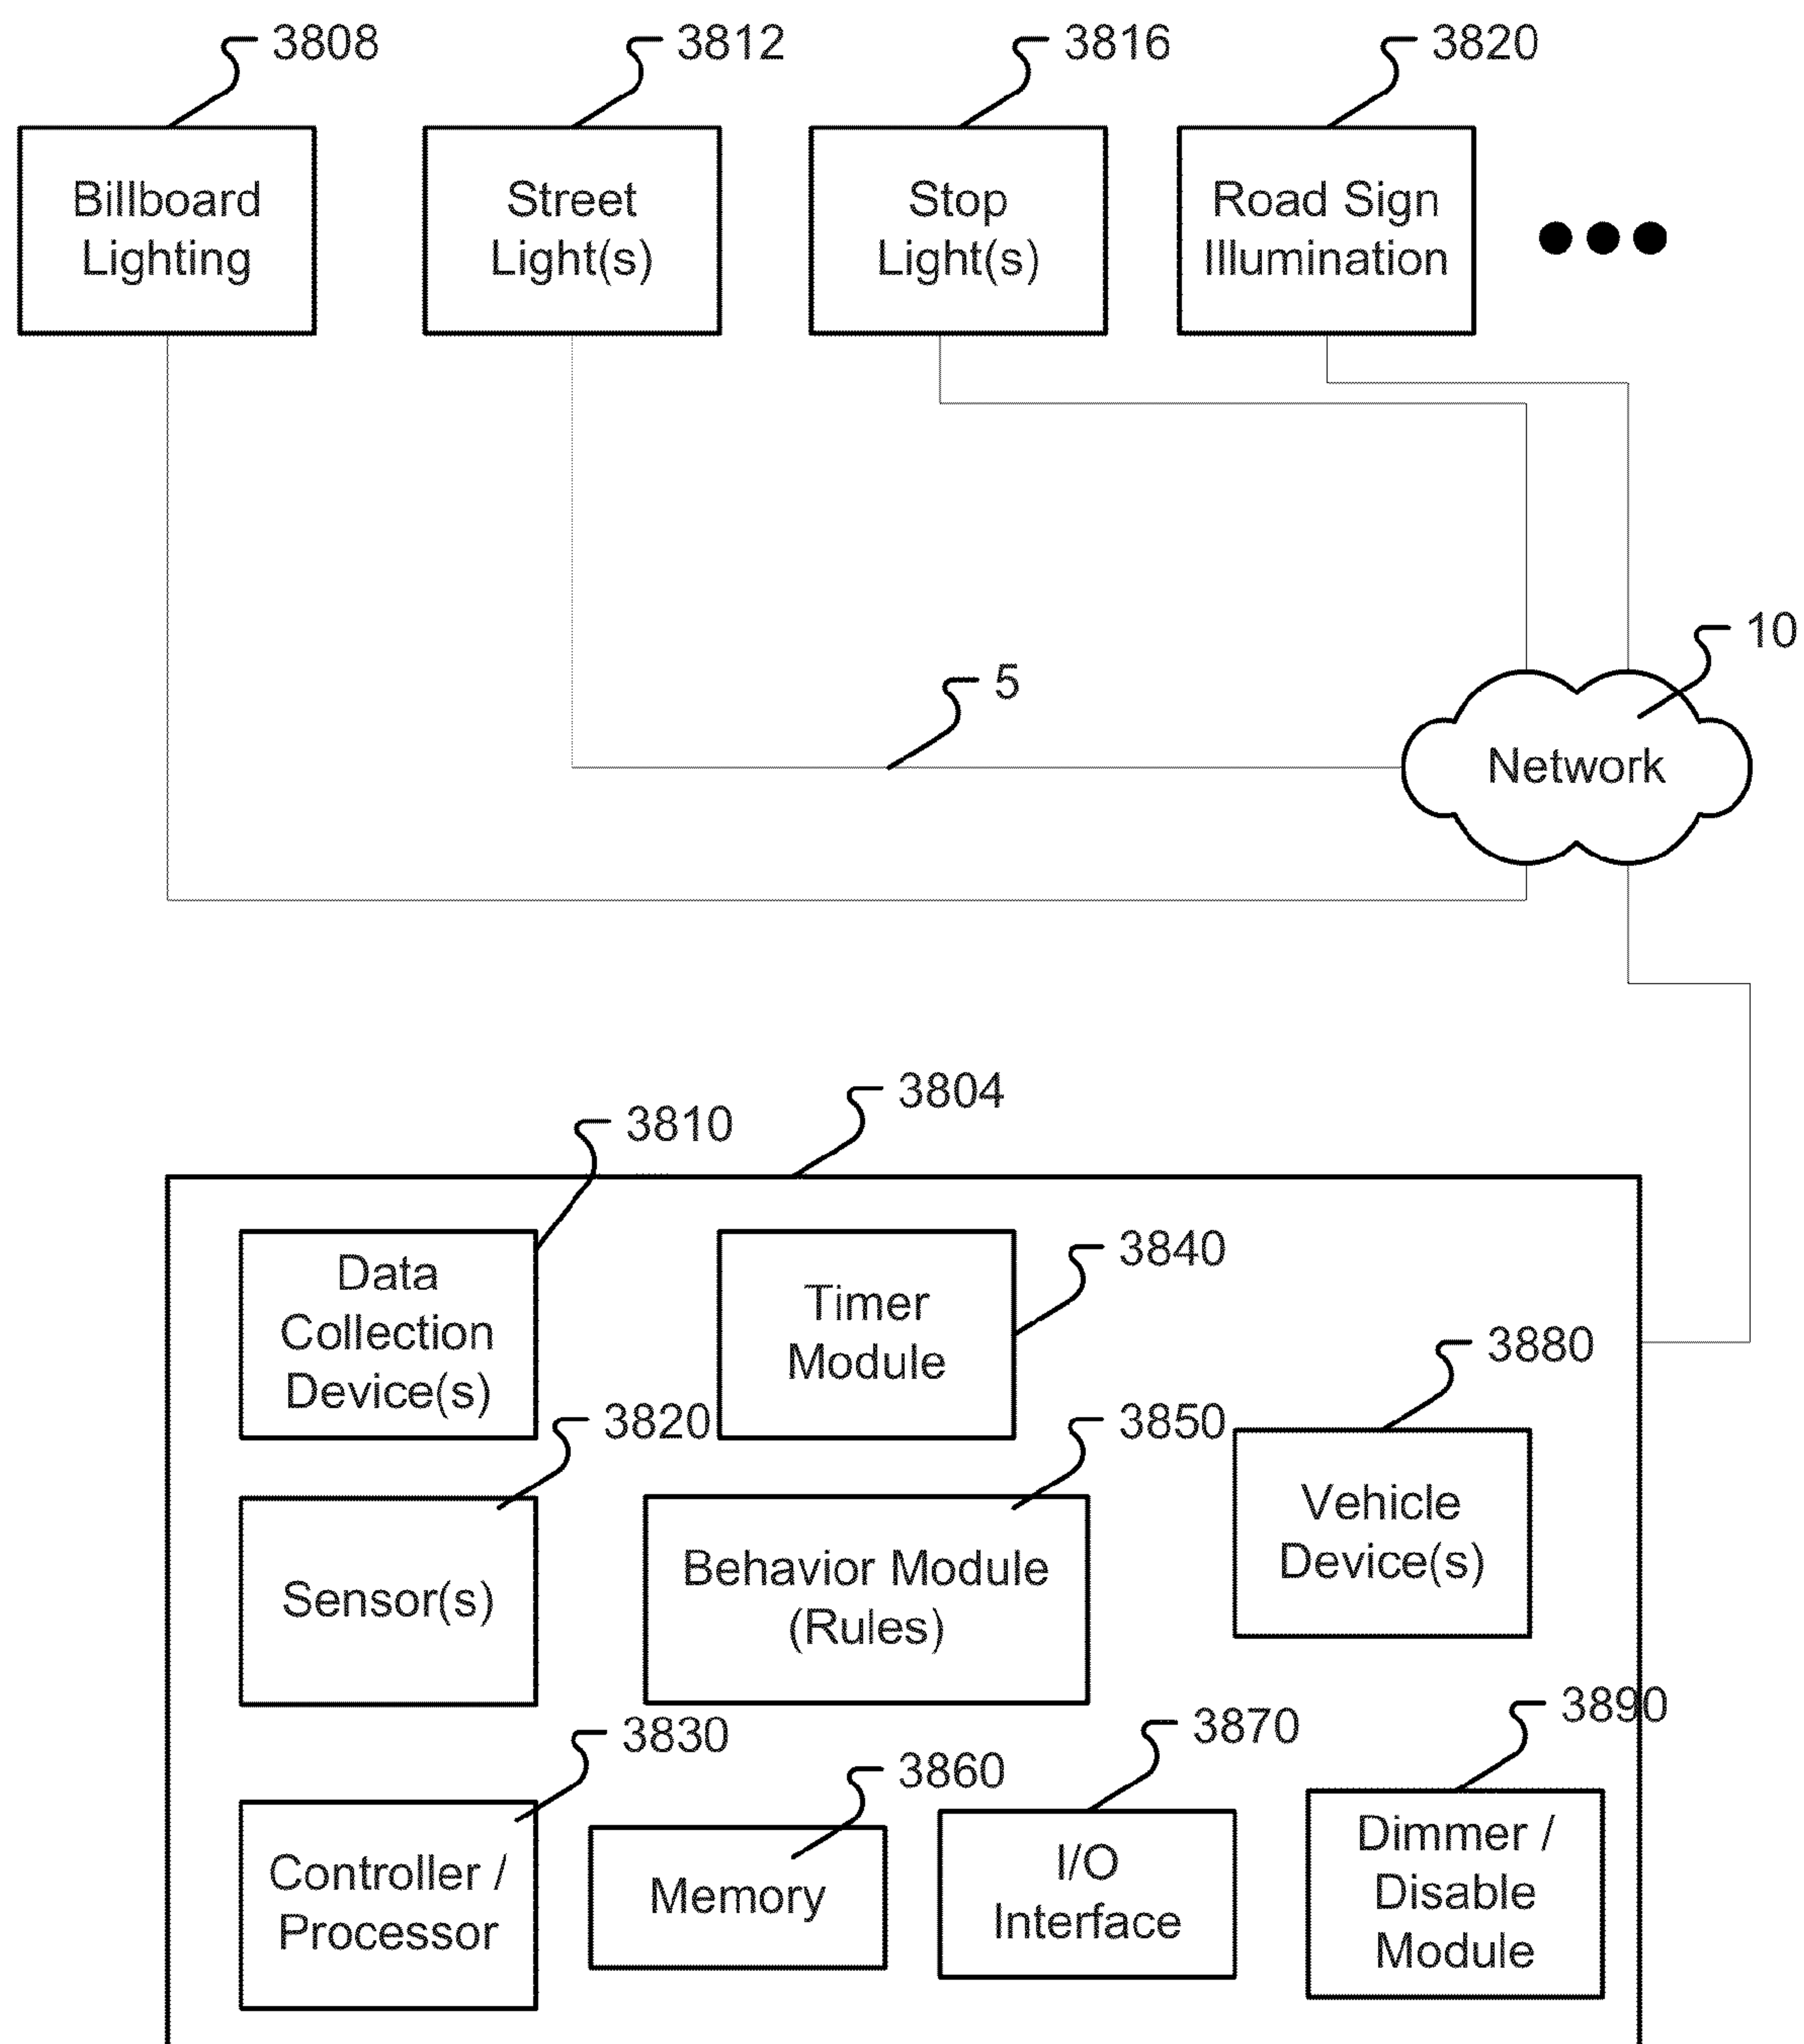 3808
3812
3816
3820
Billboard
Lighting
Street
Light(s)
Stop
Light(s)
Road Sign
Illumination
10
5
Network
3804
3810
3840
Data
Collection
Device(s)
Timer
Module
3880
3820
3850
Vehicle
Device(s)
Sensor(s)
Behavior Module
(Rules)
3890
3830
3870
3860
Controller /
Processor
Memory
I/O
Interface
Dimmer /
Disable
Module